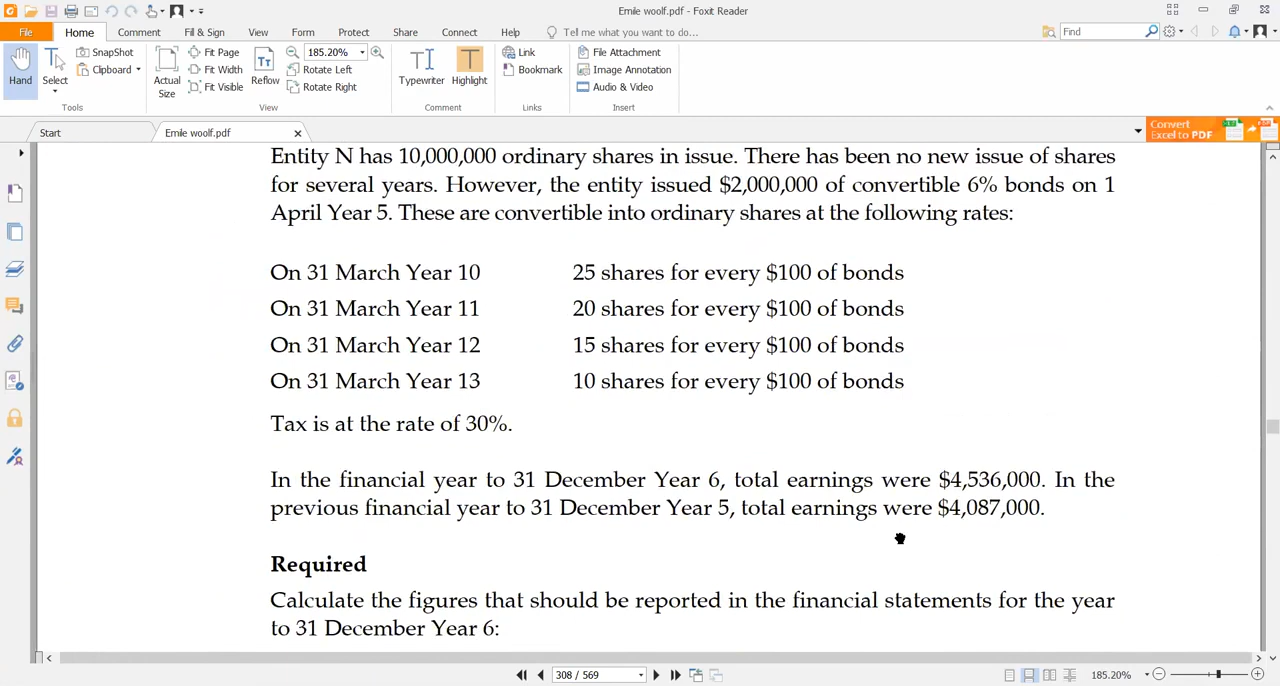 Emile woolf.pdf - Foxit Reader
File Home Comment Fill & Sign View Form Protect Share Connect Help Tell me what you want to do... Find
Hand
Select
SnapShot
Clipboard
Tools
Actual
Size
Fit Page
Fit Width
Fit Visible
Reflow
185.20%
Rotate Left
Rotate Right
View
Typewriter
Highlight
Comment
Link
Bookmark
Links
File Attachment
Image Annotation
Audio & Video
Insert
Start
Emile woolf.pdf
Convert
Excel to PDF
Entity N has 10,000,000 ordinary shares in issue. There has been no new issue of shares
for several years. However, the entity issued $2,000,000 of convertible 6% bonds on 1
April Year 5. These are convertible into ordinary shares at the following rates:
On 31 March Year 10 25 shares for every $100 of bonds
On 31 March Year 11 20 shares for every $100 of bonds
On 31 March Year 12 15 shares for every $100 of bonds
On 31 March Year 13 10 shares for every $100 of bonds
Tax is at the rate of 30%.
In the financial year to 31 December Year 6, total earnings were $4,536,000. In the
previous financial year to 31 December Year 5, total earnings were $4,087,000.
Required
Calculate the figures that should be reported in the financial statements for the year
to 31 December Year 6:
308 / 569
185.20%